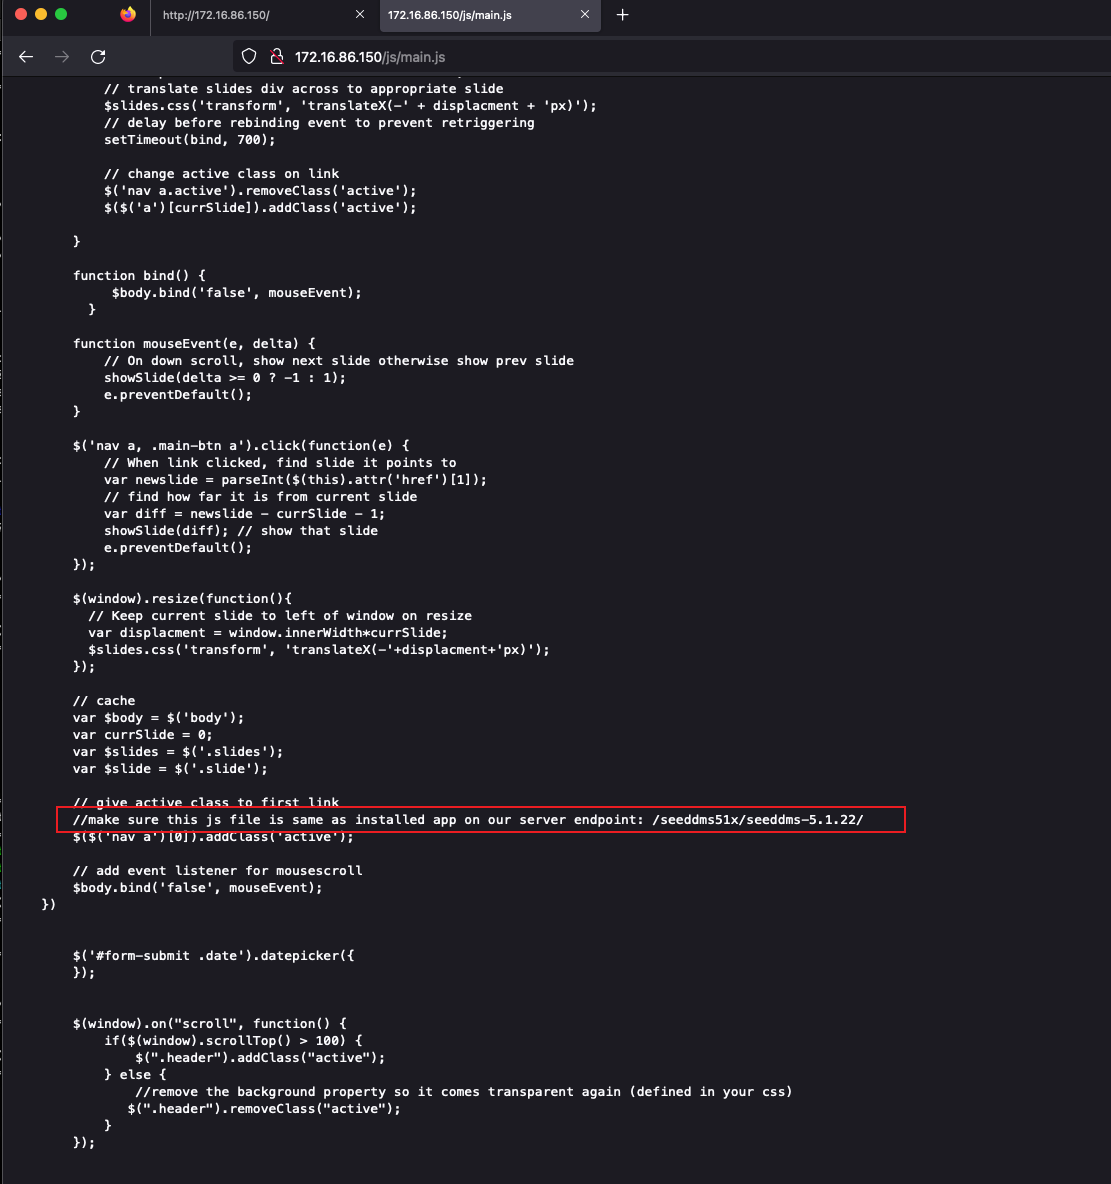 http://172.16.86.150/
172.16.86.150/js/main.js
172.16.86.150/js/main.js
// translate slides div across to appropriate slide
$slides.css('transform', 'translateX(-' + displacment + 'px)');
// delay before rebinding event to prevent retriggering
setTimeout(bind, 700);
// change active class on link
$('nav a.active').removeClass('active');
$($('a')[currSlide]).addClass('active');
}
function bind() {
$body.bind('false', mouseEvent);
}
function mouseEvent(e, delta) {
// On down scroll, show next slide otherwise show prev slide
showSlide(delta >= 0 ? -1 : 1);
e.preventDefault();
}
$('nav a, .main-btn a').click(function(e) {
// When link clicked, find slide it points to
var newslide = parseInt($(this).attr('href')[1]);
// find how far it is from current slide
var diff = newslide - currSlide - 1;
showSlide(diff); // show that slide
e.preventDefault();
});
$(window).resize(function(){
// Keep current slide to left of window on resize
var displacment = window.innerWidth*currSlide;
$slides.css('transform', 'translateX(-'+displacment+'px)');
});
// cache
var $body = $('body');
var currSlide = 0;
var $slides = $('.slides');
var $slide = $('.slide');
// give active class to first link
//make sure this js file is same as installed app on our server endpoint: /seeddms51x/seeddms-5.1.22/
$($('nav a')[0]).addClass('active');
// add event listener for mousescroll
$body.bind('false', mouseEvent);
})
$('#form-submit .date').datepicker({
});
$(window).on("scroll", function() {
if($(window).scrollTop() > 100) {
$(".header").addClass("active");
} else {
//remove the background property so it comes transparent again (defined in your css)
$(".header").removeClass("active");
}
});